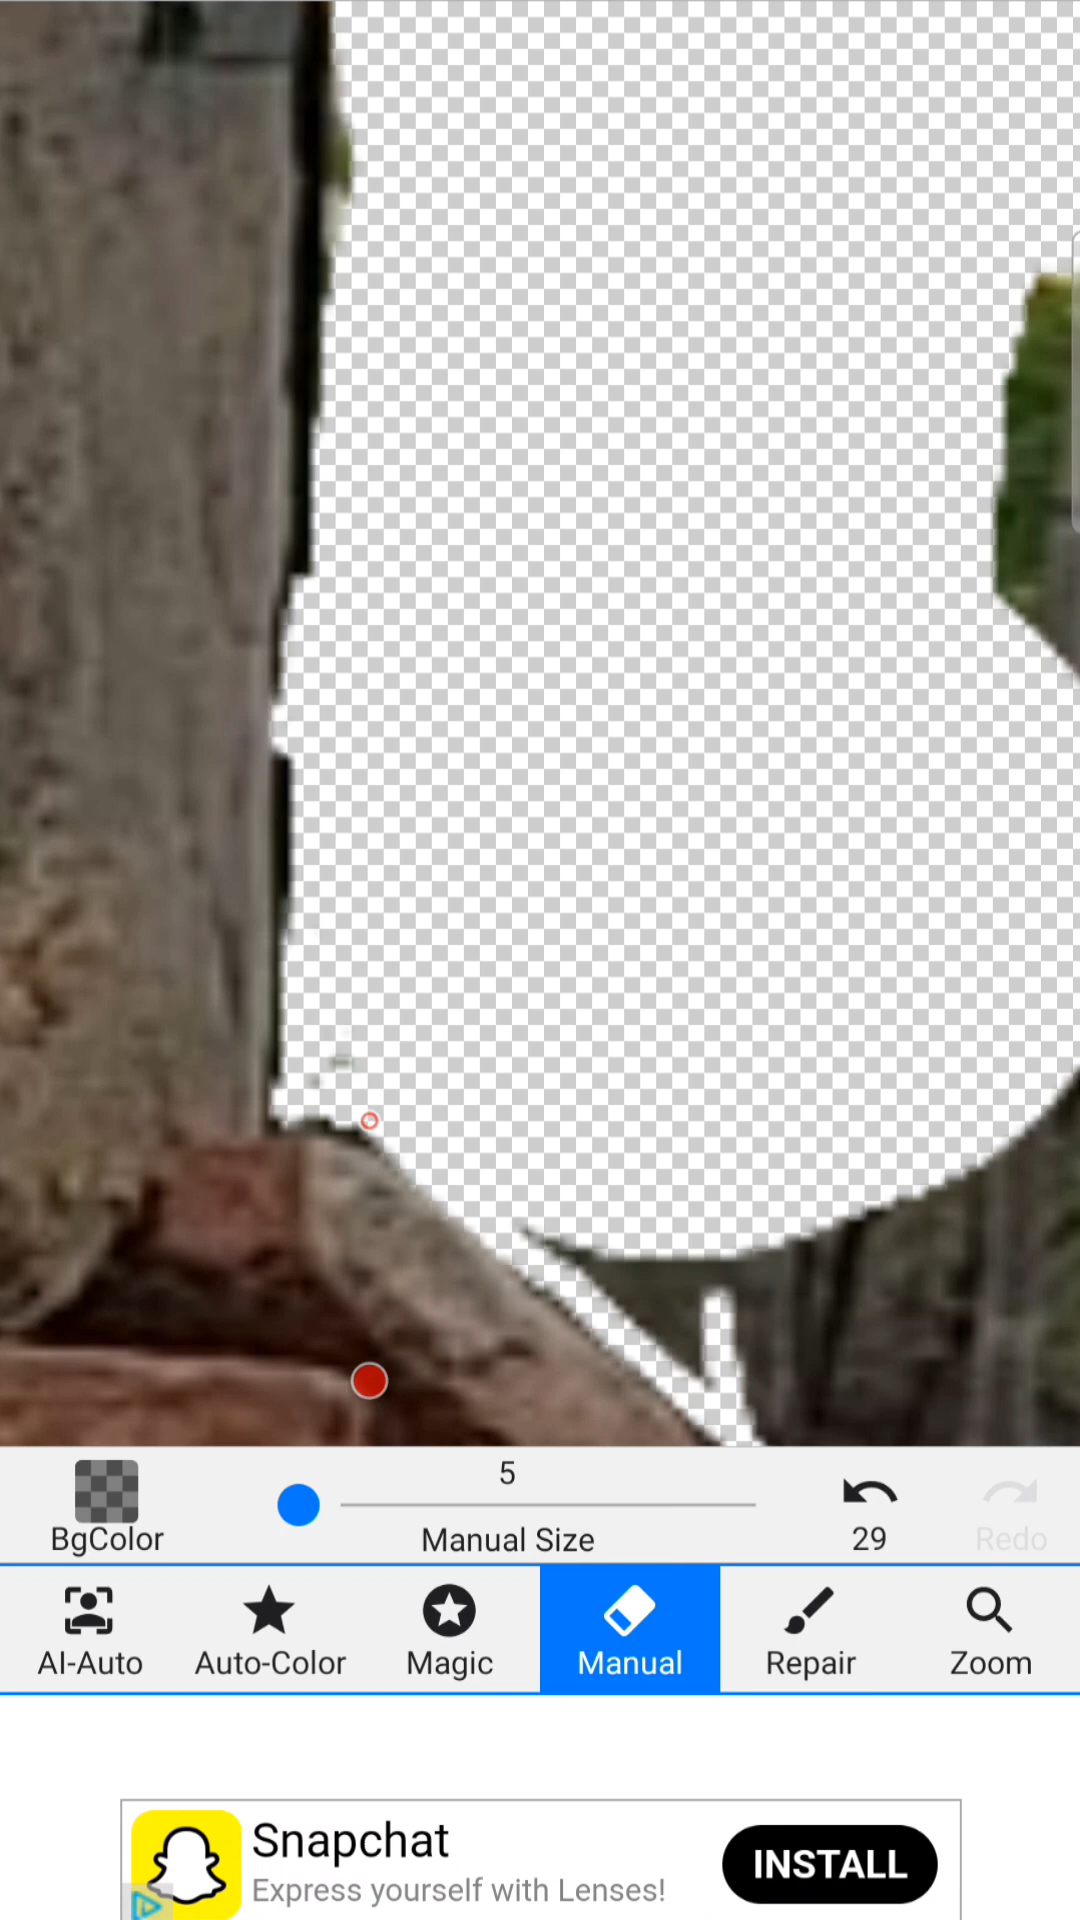 5
BgColor
Manual Size
29
Redo
AI-Auto
Auto-Color
Magic
Manual
Repair
Zoom
Snapchat
Express yourself with Lenses!
INSTALL